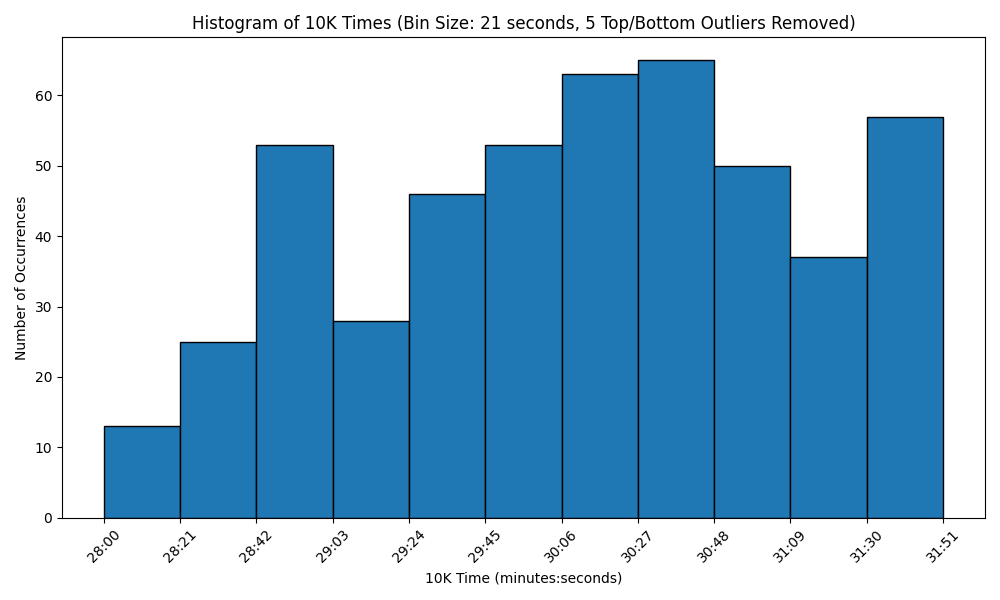 Histogram of 10K Times (Bin Size: 21 seconds, 5 Top/Bottom Outliers Removed)
Number of Occurrences
60
50
40
30
20
10
0
28:00 28:21 28:42 29:03 29:24 29:45 30:06 30:27 30:48 31:09 31:30 31:51
10K Time (minutes:seconds)